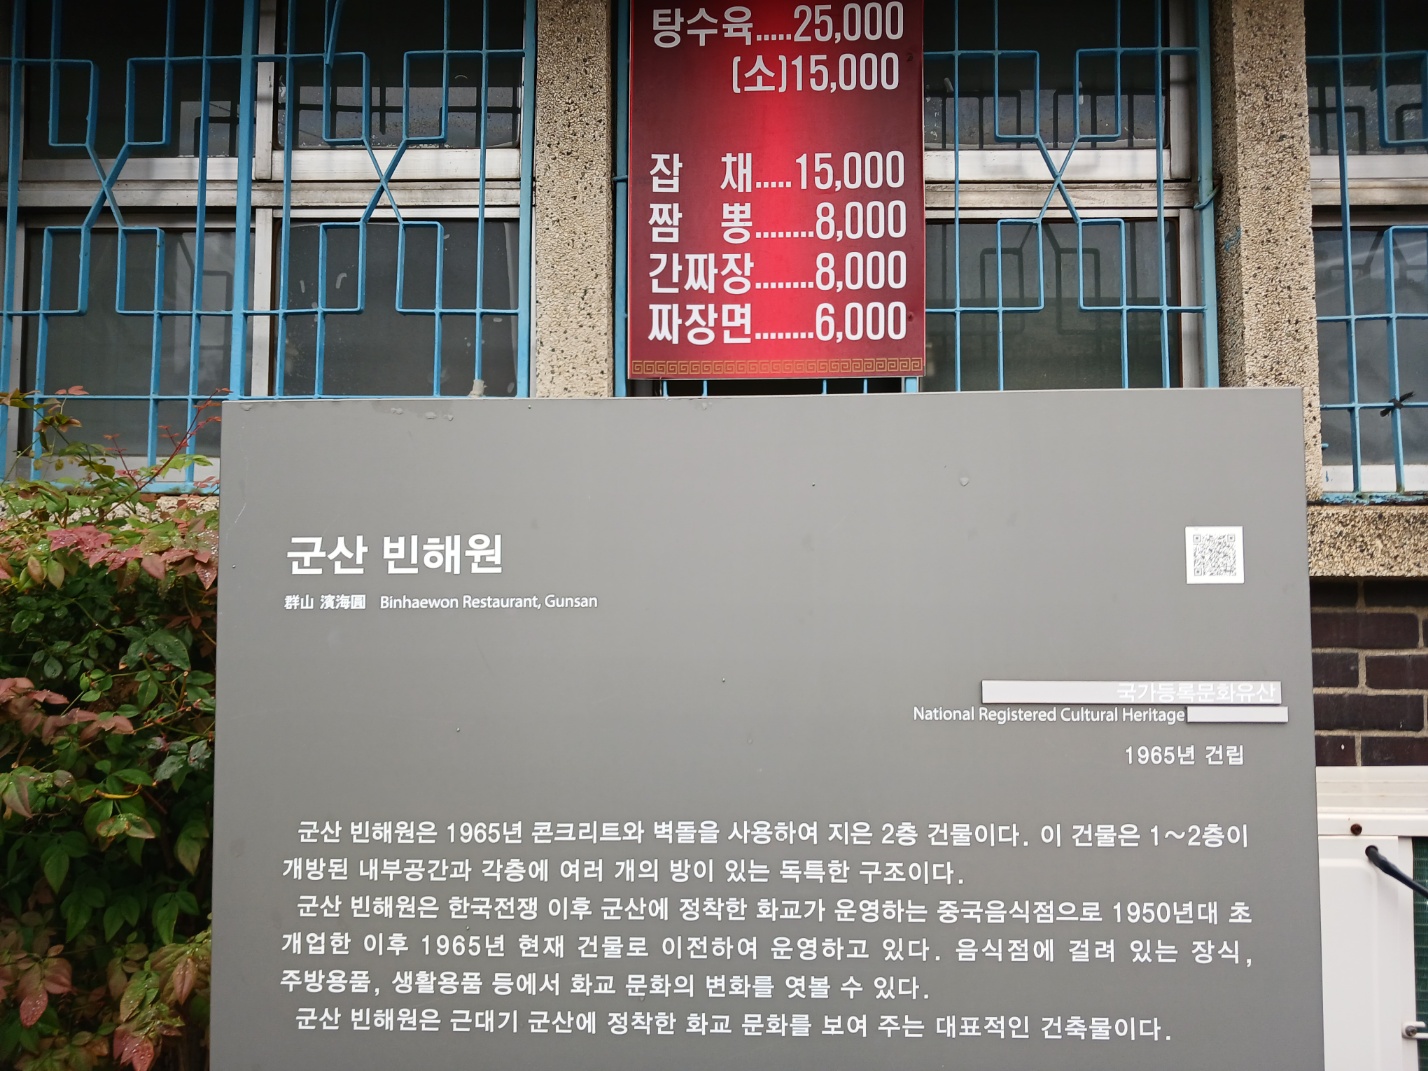 탕수육.....25,000
(소)15,000
잡 채.....15,000
짬 뽕........8,000
간짜장........8,000
짜장면........6,000
군산 빈해원
群山 濱海園 Binhaewon Restaurant, Gunsan
국가등록문화유산
National Registered Cultural Heritage
1965년 건립
군산 빈해원은 1965년 콘크리트와 벽돌을 사용하여 지은 2층 건물이다. 이 건물은 1~2층이
개방된 내부공간과 각층에 여러 개의 방이 있는 독특한 구조이다.
군산 빈해원은 한국전쟁 이후 군산에 정착한 화교가 운영하는 중국음식점으로 1950년대 초
개업한 이후 1965년 현재 건물로 이전하여 운영하고 있다. 음식점에 걸려 있는 장식,
주방용품, 생활용품 등에서 화교 문화의 변화를 엿볼 수 있다.
군산 빈해원은 근대기 군산에 정착한 화교 문화를 보여 주는 대표적인 건축물이다.